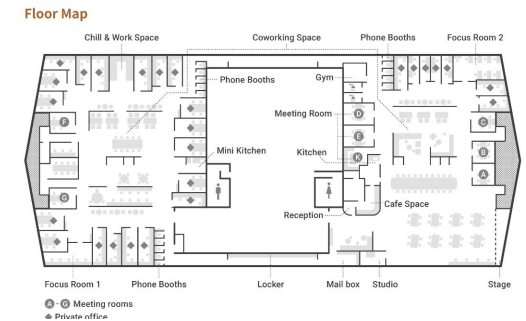 Floor Map
Chill & Work Space
Coworking Space
Phone Booths
Focus Room 2
Phone Booths
Gym
Meeting Room
D
F
C
E
Mini Kitchen
Kitchen
B
K
A
G
Cafe Space
Reception
Focus Room 1
Phone Booths
Locker
Mail box
Studio
Stage
A - G Meeting rooms
Private office